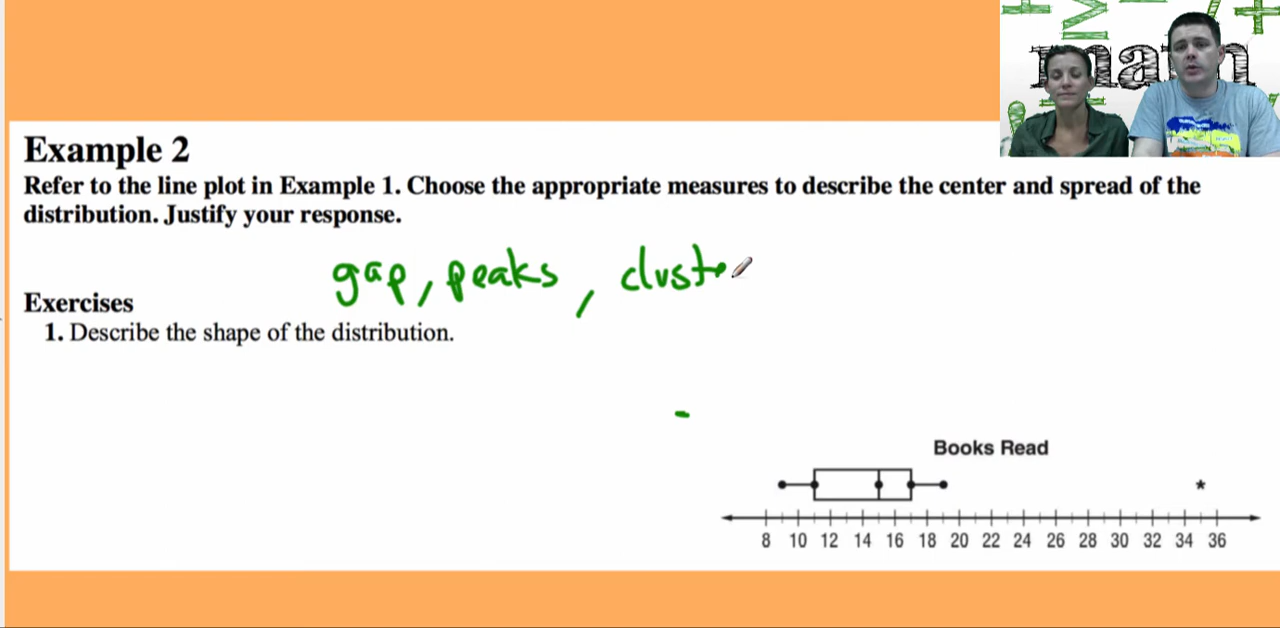 math
Example 2
Refer to the line plot in Example 1. Choose the appropriate measures to describe the center and spread of the
distribution. Justify your response.
gap, peaks, cluste
Exercises
1. Describe the shape of the distribution.
Books Read
*
8 10 12 14 16 18 20 22 24 26 28 30 32 34 36